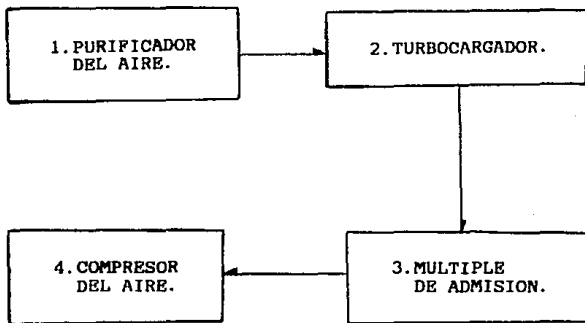 1.PURIFICADOR
DEL AIRE.
2.TURBOCARGADOR.
3.MULTIPLE
DE ADMISION.
4.COMPRESOR
DEL AIRE.